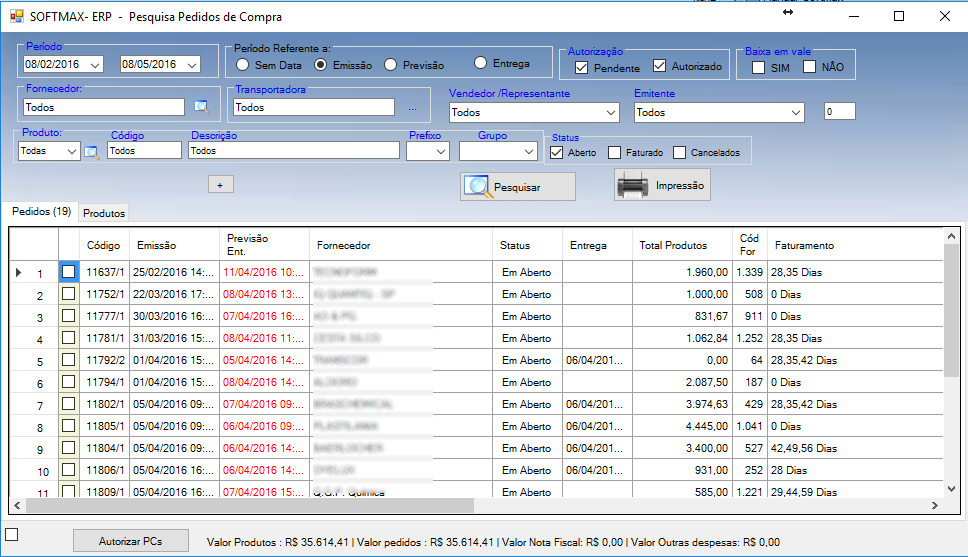 SOFTMAX- ERP - Pesquisa Pedidos de Compra
Período
08/02/2016 08/05/2016
Período Referente a:
Sem Data Emissão Previsão Entrega
Autorização
Pendente Autorizado
Baixa em vale
SIM NÃO
Fornecedor:
Todos
Transportadora
Todos ...
Vendedor /Representante
Todos
Emitente
Todos
0
Produto: Código Descrição Prefixo Grupo
Todas Todos Todos
Status
Aberto Faturado Cancelados
+
Pesquisar
Impressão
Pedidos (19) Produtos
Código Emissão Previsão Ent. Fornecedor Status Entrega Total Produtos Cód For Faturamento
1 11637/1 25/02/2016 14:... 11/04/2016 10:... Em Aberto 1.960,00 1.339 28,35 Dias
2 11752/1 22/03/2016 17:... 08/04/2016 13:... Em Aberto 1.000,00 508 0 Dias
3 11777/1 30/03/2016 16:... 07/04/2016 16:... Em Aberto 831,67 911 0 Dias
4 11781/1 31/03/2016 15:... 08/04/2016 11:... Em Aberto 1.062,84 1.252 28,35 Dias
5 11792/2 01/04/2016 15:... 05/04/2016 14:... Em Aberto 06/04/201... 0,00 64 28,35,42 Dias
6 11794/1 01/04/2016 15:... 08/04/2016 14:... Em Aberto 2.087,50 187 0 Dias
7 11802/1 05/04/2016 09:... 07/04/2016 09:... Em Aberto 06/04/201... 3.974,63 429 28,35,42 Dias
8 11805/1 05/04/2016 09:... 06/04/2016 09:... Em Aberto 06/04/201... 4.445,00 1.041 0 Dias
9 11804/1 05/04/2016 09:... 06/04/2016 14:... Em Aberto 06/04/201... 3.400,00 527 42,49,56 Dias
10 11806/1 05/04/2016 16:... 06/04/2016 14:... Em Aberto 06/04/201... 931,00 252 28 Dias
11 11809/1 05/04/2016 16:... 07/04/2016 15:... Química Em Aberto 585,00 1.221 29,44,59 Dias
Autorizar PCs
Valor Produtos : R$ 35.614,41 | Valor pedidos : R$ 35.614,41 | Valor Nota Fiscal: R$ 0,00 | Valor Outras despesas: R$ 0,00